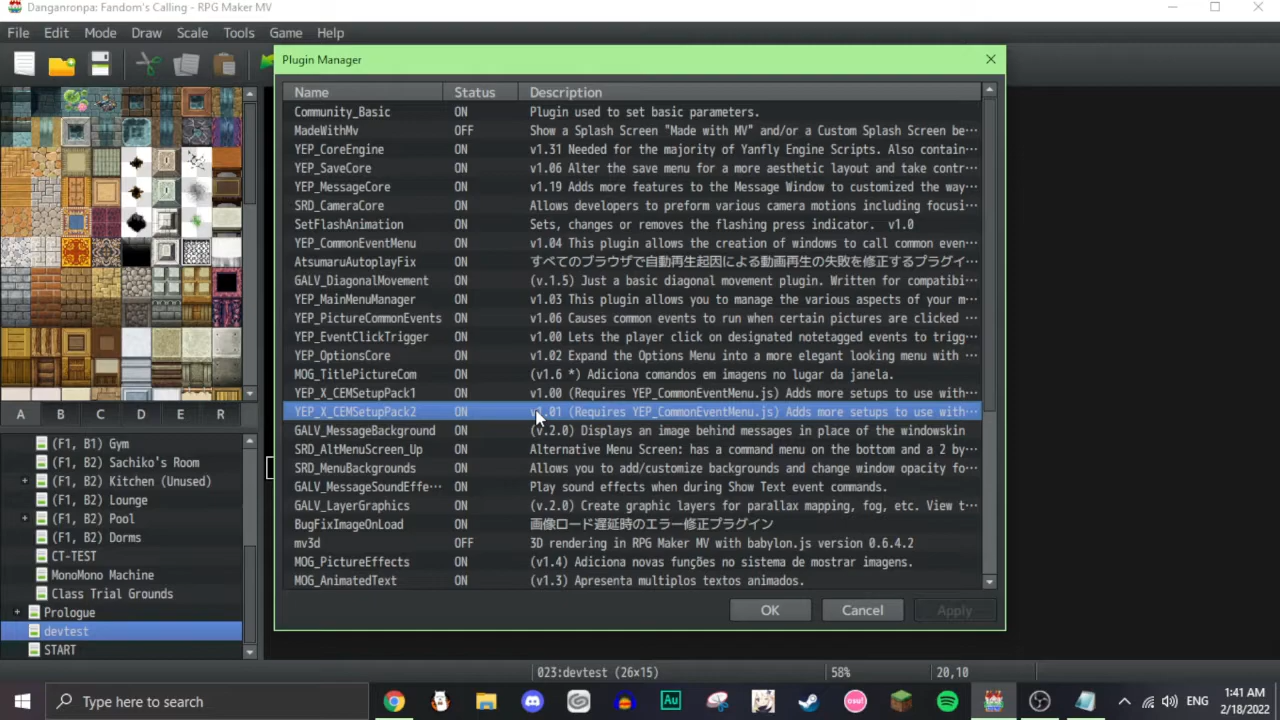 Danganronpa: Fandom's Calling - RPG Maker MV
File Edit Mode Draw Scale Tools Game Help
Plugin Manager
Name Status Description
Community_Basic ON Plugin used to set basic parameters.
MadeWithMv OFF Show a Splash Screen "Made with MV" and/or a Custom Splash Screen be···
YEP_CoreEngine ON v1.31 Needed for the majority of Yanfly Engine Scripts. Also contain···
YEP_SaveCore ON v1.06 Alter the save menu for a more aesthetic layout and take contr···
YEP_MessageCore ON v1.19 Adds more features to the Message Window to customized the way···
SRD_CameraCore ON Allows developers to preform various camera motions including focusi···
SetFlashAnimation ON Sets, changes or removes the flashing press indicator. v1.0
YEP_CommonEventMenu ON v1.04 This plugin allows the creation of windows to call common even···
AtsumaruAutoplayFix ON すべてのブラウザで自動再生起因による動画再生の失敗を修正するプラグイ···
GALV_DiagonalMovement ON (v.1.5) Just a basic diagonal movement plugin. Written for compatibi···
YEP_MainMenuManager ON v1.03 This plugin allows you to manage the various aspects of your m···
YEP_PictureCommonEvents ON v1.06 Causes common events to run when certain pictures are clicked ···
YEP_EventClickTrigger ON v1.00 Lets the player click on designated notetagged events to trigg···
YEP_OptionsCore ON v1.02 Expand the Options Menu into a more elegant looking menu with ···
MOG_TitlePictureCom ON (v1.6 *) Adiciona comandos em imagens no lugar da janela.
YEP_X_CEMSetupPack1 ON v1.00 (Requires YEP_CommonEventMenu.js) Adds more setups to use with···
YEP_X_CEMSetupPack2 ON v1.01 (Requires YEP_CommonEventMenu.js) Adds more setups to use with···
GALV_MessageBackground ON (v.2.0) Displays an image behind messages in place of the windowskin
SRD_AltMenuScreen_Up ON Alternative Menu Screen: has a command menu on the bottom and a 2 by···
SRD_MenuBackgrounds ON Allows you to add/customize backgrounds and change window opacity fo···
GALV_MessageSoundEffe··· ON Play sound effects when during Show Text event commands.
GALV_LayerGraphics ON (v.2.0) Create graphic layers for parallax mapping, fog, etc. View t···
BugFixImageOnLoad ON 画像ロード遅延時のエラー修正プラグイン
mv3d OFF 3D rendering in RPG Maker MV with babylon.js version 0.6.4.2
MOG_PictureEffects ON (v1.4) Adiciona novas funções no sistema de mostrar imagens.
MOG_AnimatedText ON (v1.3) Apresenta multiplos textos animados.
OK Cancel Apply
A B C D E R
(F1, B1) Gym
(F1, B2) Sachiko's Room
(F1, B2) Kitchen (Unused)
(F1, B2) Lounge
(F1, B2) Pool
(F1, B2) Dorms
CT-TEST
MonoMono Machine
Class Trial Grounds
Prologue
devtest
START
023:devtest (26×15) 58% 20,10
Type here to search
Au
osu!
ENG
1:41 AM
2/18/2022